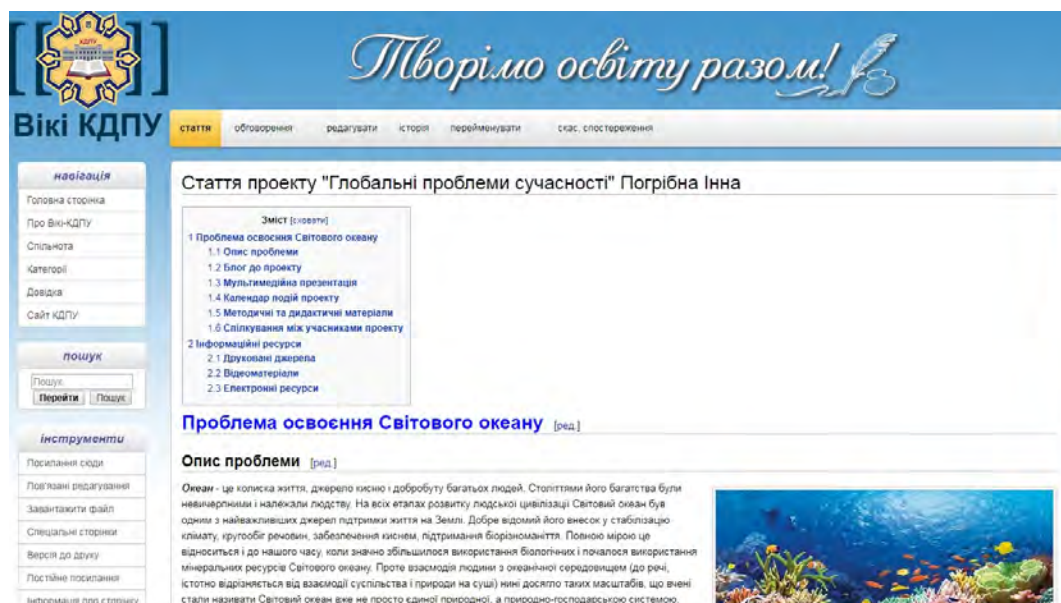 Творімо освіту разом!
[[ КДПУ ]]
Вікі КДПУ
стаття обговорення редагувати історія перейменувати скас. спостереження
навігація
Головна сторінка
Про Вікі-КДПУ
Спільнота
Категорії
Довідка
Сайт КДПУ
пошук
Пошук
Перейти Пошук
інструменти
Посилання сюди
Пов'язані редагування
Завантажити файл
Спеціальні сторінки
Версія до друку
Постійне посилання
Інформація про сторінку
Стаття проекту "Глобальні проблеми сучасності" Погрібна Інна
Зміст [сховати]
1 Проблема освоєння Світового океану
1.1 Опис проблеми
1.2 Блог до проекту
1.3 Мультимедійна презентація
1.4 Календар подій проекту
1.5 Методичні та дидактичні матеріали
1.6 Спілкування між учасниками проекту
2 Інформаційні ресурси
2.1 Друковані джерела
2.2 Відеоматеріали
2.3 Електронні ресурси
Проблема освоєння Світового океану [ред.]
Опис проблеми [ред.]
Океан - це колиска життя, джерело кисню і добробуту багатьох людей. Століттями його багатства були
невичерпними і належали людству. На всіх етапах розвитку людської цивілізації Світовий океан був
одним з найважливіших джерел підтримки життя на Землі. Добре відомий його внесок у стабілізацію
клімату, кругообіг речовин, забезпечення киснем, підтримання біорізноманіття. Повною мірою це
відноситься і до нашого часу, коли значно збільшилося використання біологічних і почалося використання
мінеральних ресурсів Світового океану. Проте взаємодія людини з океанічної середовищем (до речі,
істотно відрізняється від взаємодії суспільства і природи на суші) нині досягло таких масштабів, що вчені
стали називати Світовий океан вже не просто єдиної природної, а природно-господарською системою.